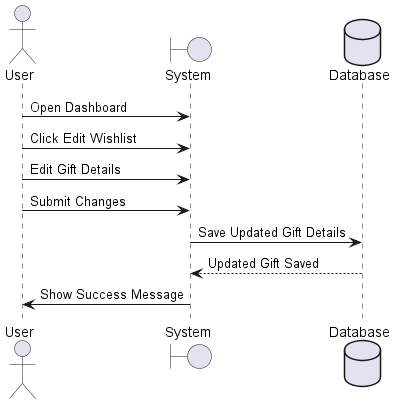 User System Database
Open Dashboard
Click Edit Wishlist
Edit Gift Details
Submit Changes
Save Updated Gift Details
Updated Gift Saved
Show Success Message
User System Database